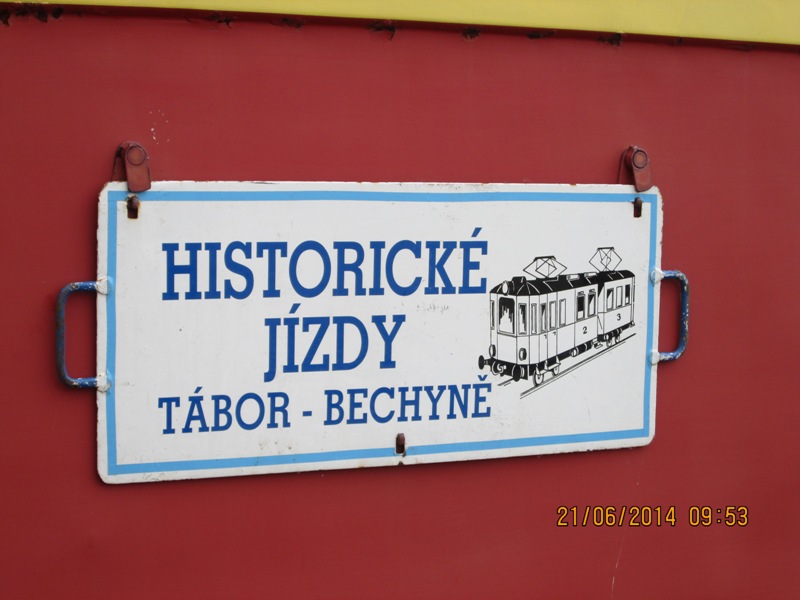 HISTORICKÉ
JÍZDY
TÁBOR - BECHYNĚ
2
3
21/06/2014 09:53